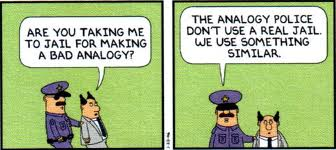 ARE YOU TAKING ME
TO JAIL FOR MAKING
A BAD ANALOGY?
THE ANALOGY POLICE
DON'T USE A REAL JAIL.
WE USE SOMETHING
SIMILAR.